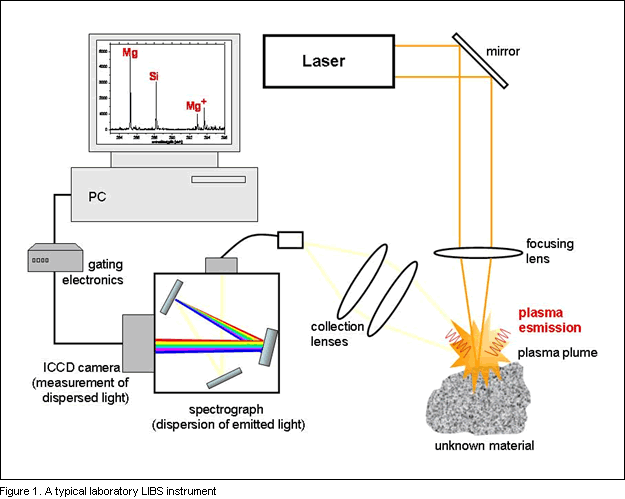 Mg
Si
Mg+
Laser
mirror
PC
gating
electronics
focusing
lens
collection
lenses
plasma
esmission
plasma plume
ICCD camera
(measurement of
dispersed light)
spectrograph
(dispersion of emitted light)
unknown material
Figure 1. A typical laboratory LIBS instrument